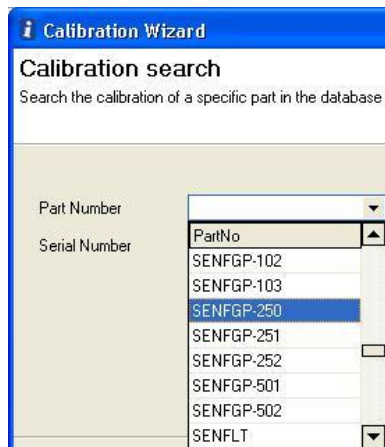 Calibration Wizard
Calibration search
Search the calibration of a specific part in the database
Part Number
Serial Number
PartNo
SENFGP-102
SENFGP-103
SENFGP-250
SENFGP-251
SENFGP-252
SENFGP-501
SENFGP-502
SENFLT